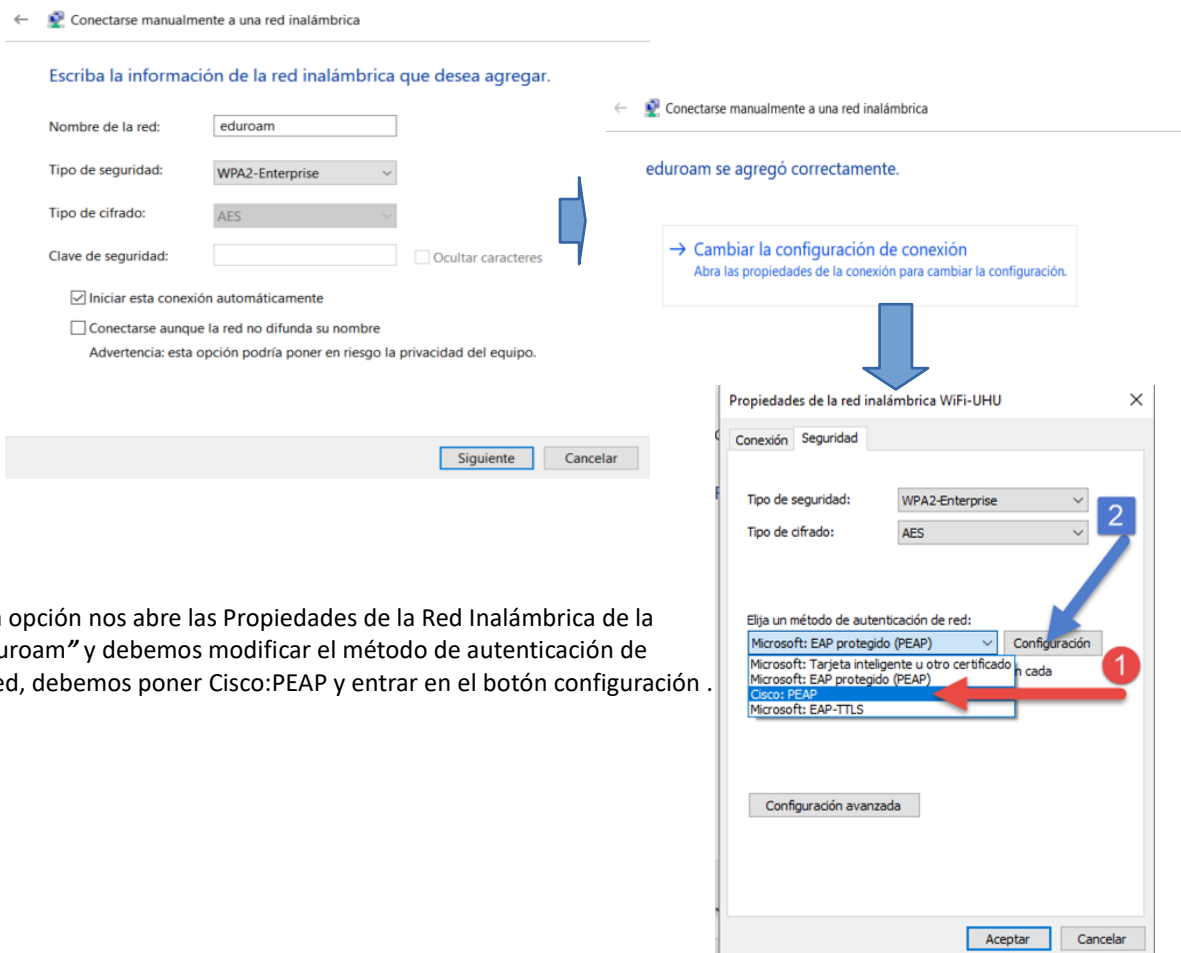 Conectarse manualmente a una red inalámbrica
Escriba la información de la red inalámbrica que desea agregar.
Nombre de la red: eduroam
Tipo de seguridad: WPA2-Enterprise
Tipo de cifrado: AES
Clave de seguridad: Ocultar caracteres
Iniciar esta conexión automáticamente
Conectarse aunque la red no difunda su nombre
Advertencia: esta opción podría poner en riesgo la privacidad del equipo.
Siguiente Cancelar
Conectarse manualmente a una red inalámbrica
eduroam se agregó correctamente.
Cambiar la configuración de conexión
Abra las propiedades de la conexión para cambiar la configuración.
opción nos abre las Propiedades de la Red Inalámbrica de la
uroam” y debemos modificar el método de autenticación de
ed, debemos poner Cisco:PEAP y entrar en el botón configuración .
Propiedades de la red inalámbrica WiFi-UHU
Conexión Seguridad
Tipo de seguridad: WPA2-Enterprise
2
Tipo de cifrado: AES
Elija un método de autenticación de red:
Microsoft: EAP protegido (PEAP) Configuración
Microsoft: Tarjeta inteligente u otro certificado
n cada
1
Microsoft: EAP protegido (PEAP)
Cisco: PEAP
Microsoft: EAP-TTLS
Configuración avanzada
Aceptar Cancelar